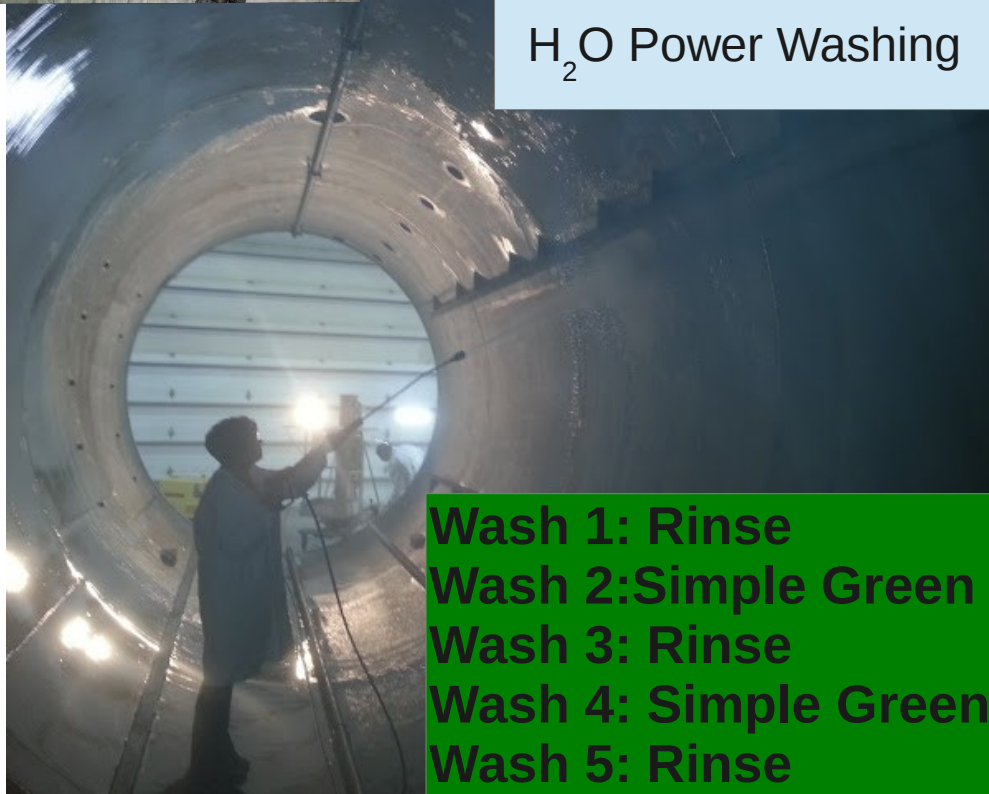 H₂O Power Washing
Wash 1: Rinse
Wash 2:Simple Green
Wash 3: Rinse
Wash 4: Simple Green
Wash 5: Rinse